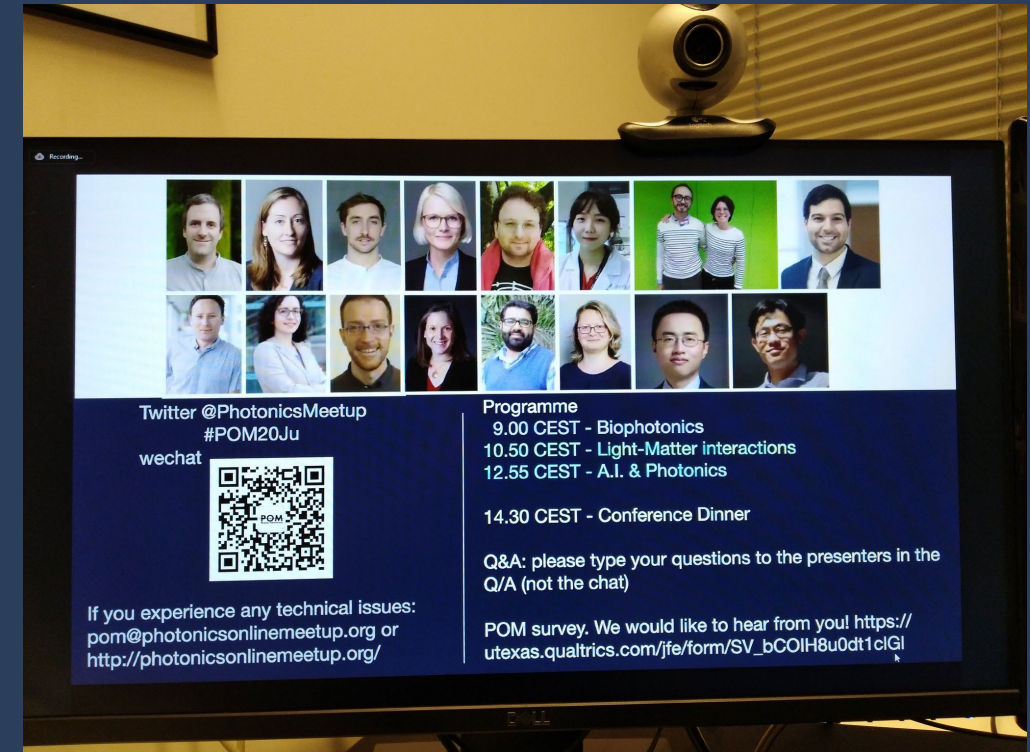 Recording...
Twitter @PhotonicsMeetup
#POM20Ju
wechat
POM
If you experience any technical issues:
pom@photonicsonlinemeetup.org or
http://photonicsonlinemeetup.org/
Programme
9.00 CEST - Biophotonics
10.50 CEST - Light-Matter interactions
12.55 CEST - A.I. & Photonics
14.30 CEST - Conference Dinner
Q&A: please type your questions to the presenters in the
Q/A (not the chat)
POM survey. We would like to hear from you! https://
utexas.qualtrics.com/jfe/form/SV_bCOIH8u0dt1clGl
DELL